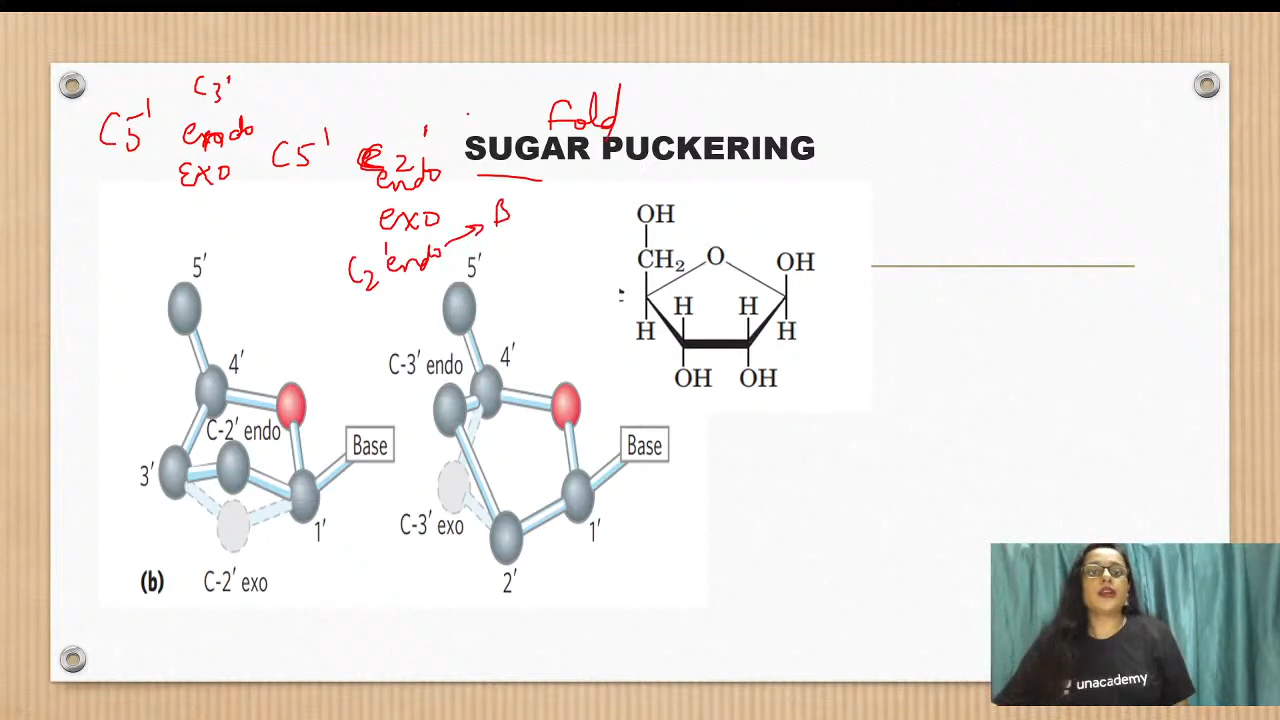 C3'
C5'
endo
exo
C5'
C2'
endo
exo
C2' endo
B
Fold
SUGAR PUCKERING
5'
4'
C-2' endo
3'
Base
1'
(b)
C-2' exo
5'
C-3' endo
4'
Base
C-3' exo
1'
2'
OH
CH2
O
OH
H
H
H
H
OH
OH
unacademy